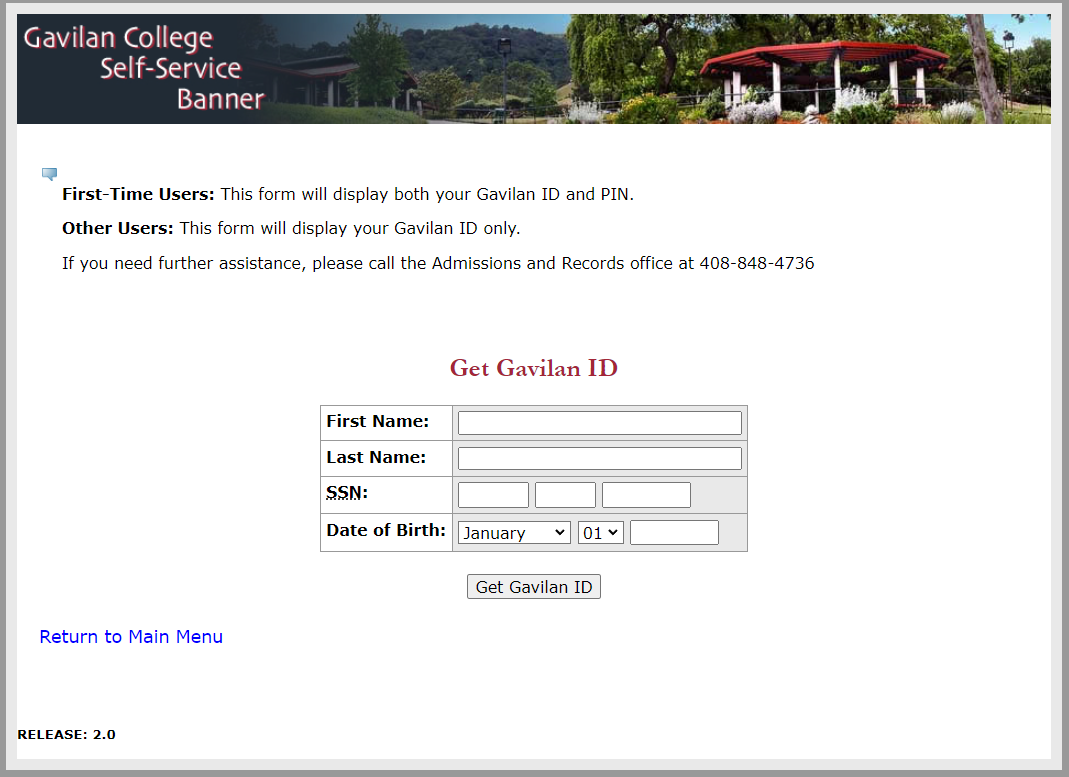 Gavilan College
Self-Service
Banner
First-Time Users: This form will display both your Gavilan ID and PIN.
Other Users: This form will display your Gavilan ID only.
If you need further assistance, please call the Admissions and Records office at 408-848-4736
Get Gavilan ID
First Name:
Last Name:
SSN:
Date of Birth: January 01
Get Gavilan ID
Return to Main Menu
RELEASE: 2.0